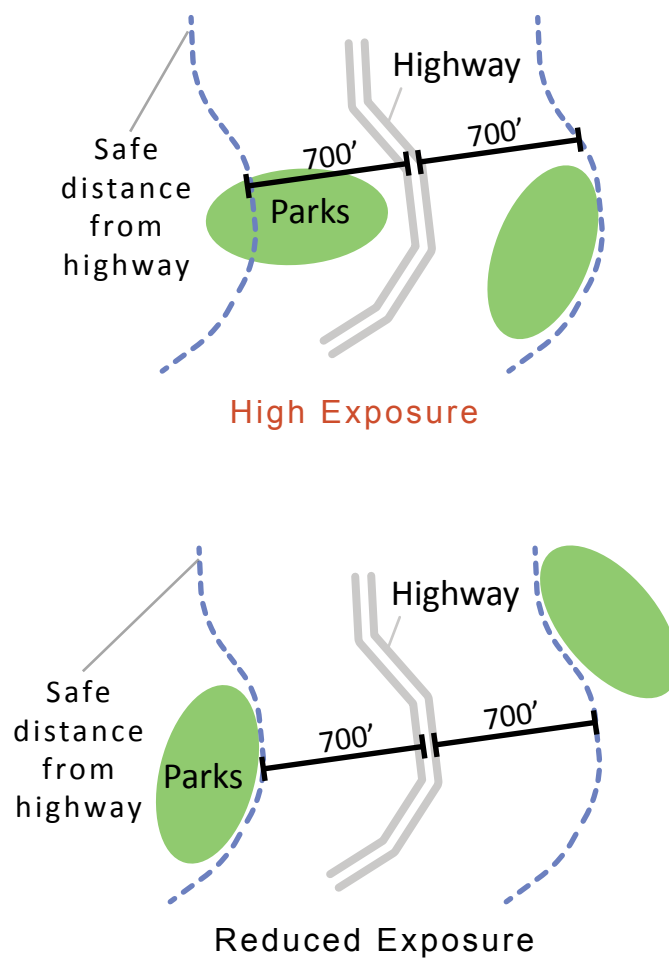 Highway
700’
700’
Safe
distance
from
highway
Parks
High Exposure
Highway
700’
700’
Safe
distance
from
highway
Parks
Reduced Exposure